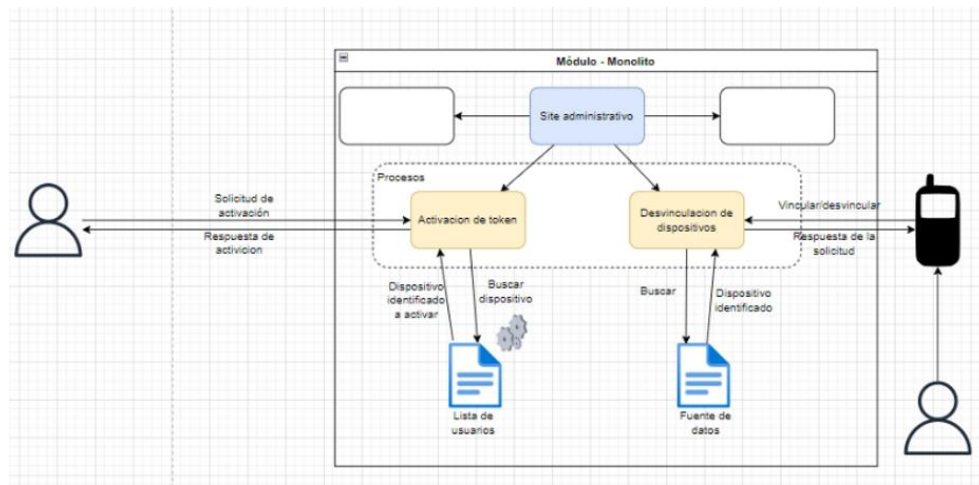 Módulo - Monolito
Site administrativo
Procesos
Solicitud de
activación
Activacion de token
Desvinculacion de
dispositivos
Vincular/desvincular
Respuesta de
activicion
Respuesta de la
solicitud
Dispositivo
identificado
a activar
Buscar
dispositivo
Buscar
Dispositivo
identificado
Lista de
usuarios
Fuente de
datos